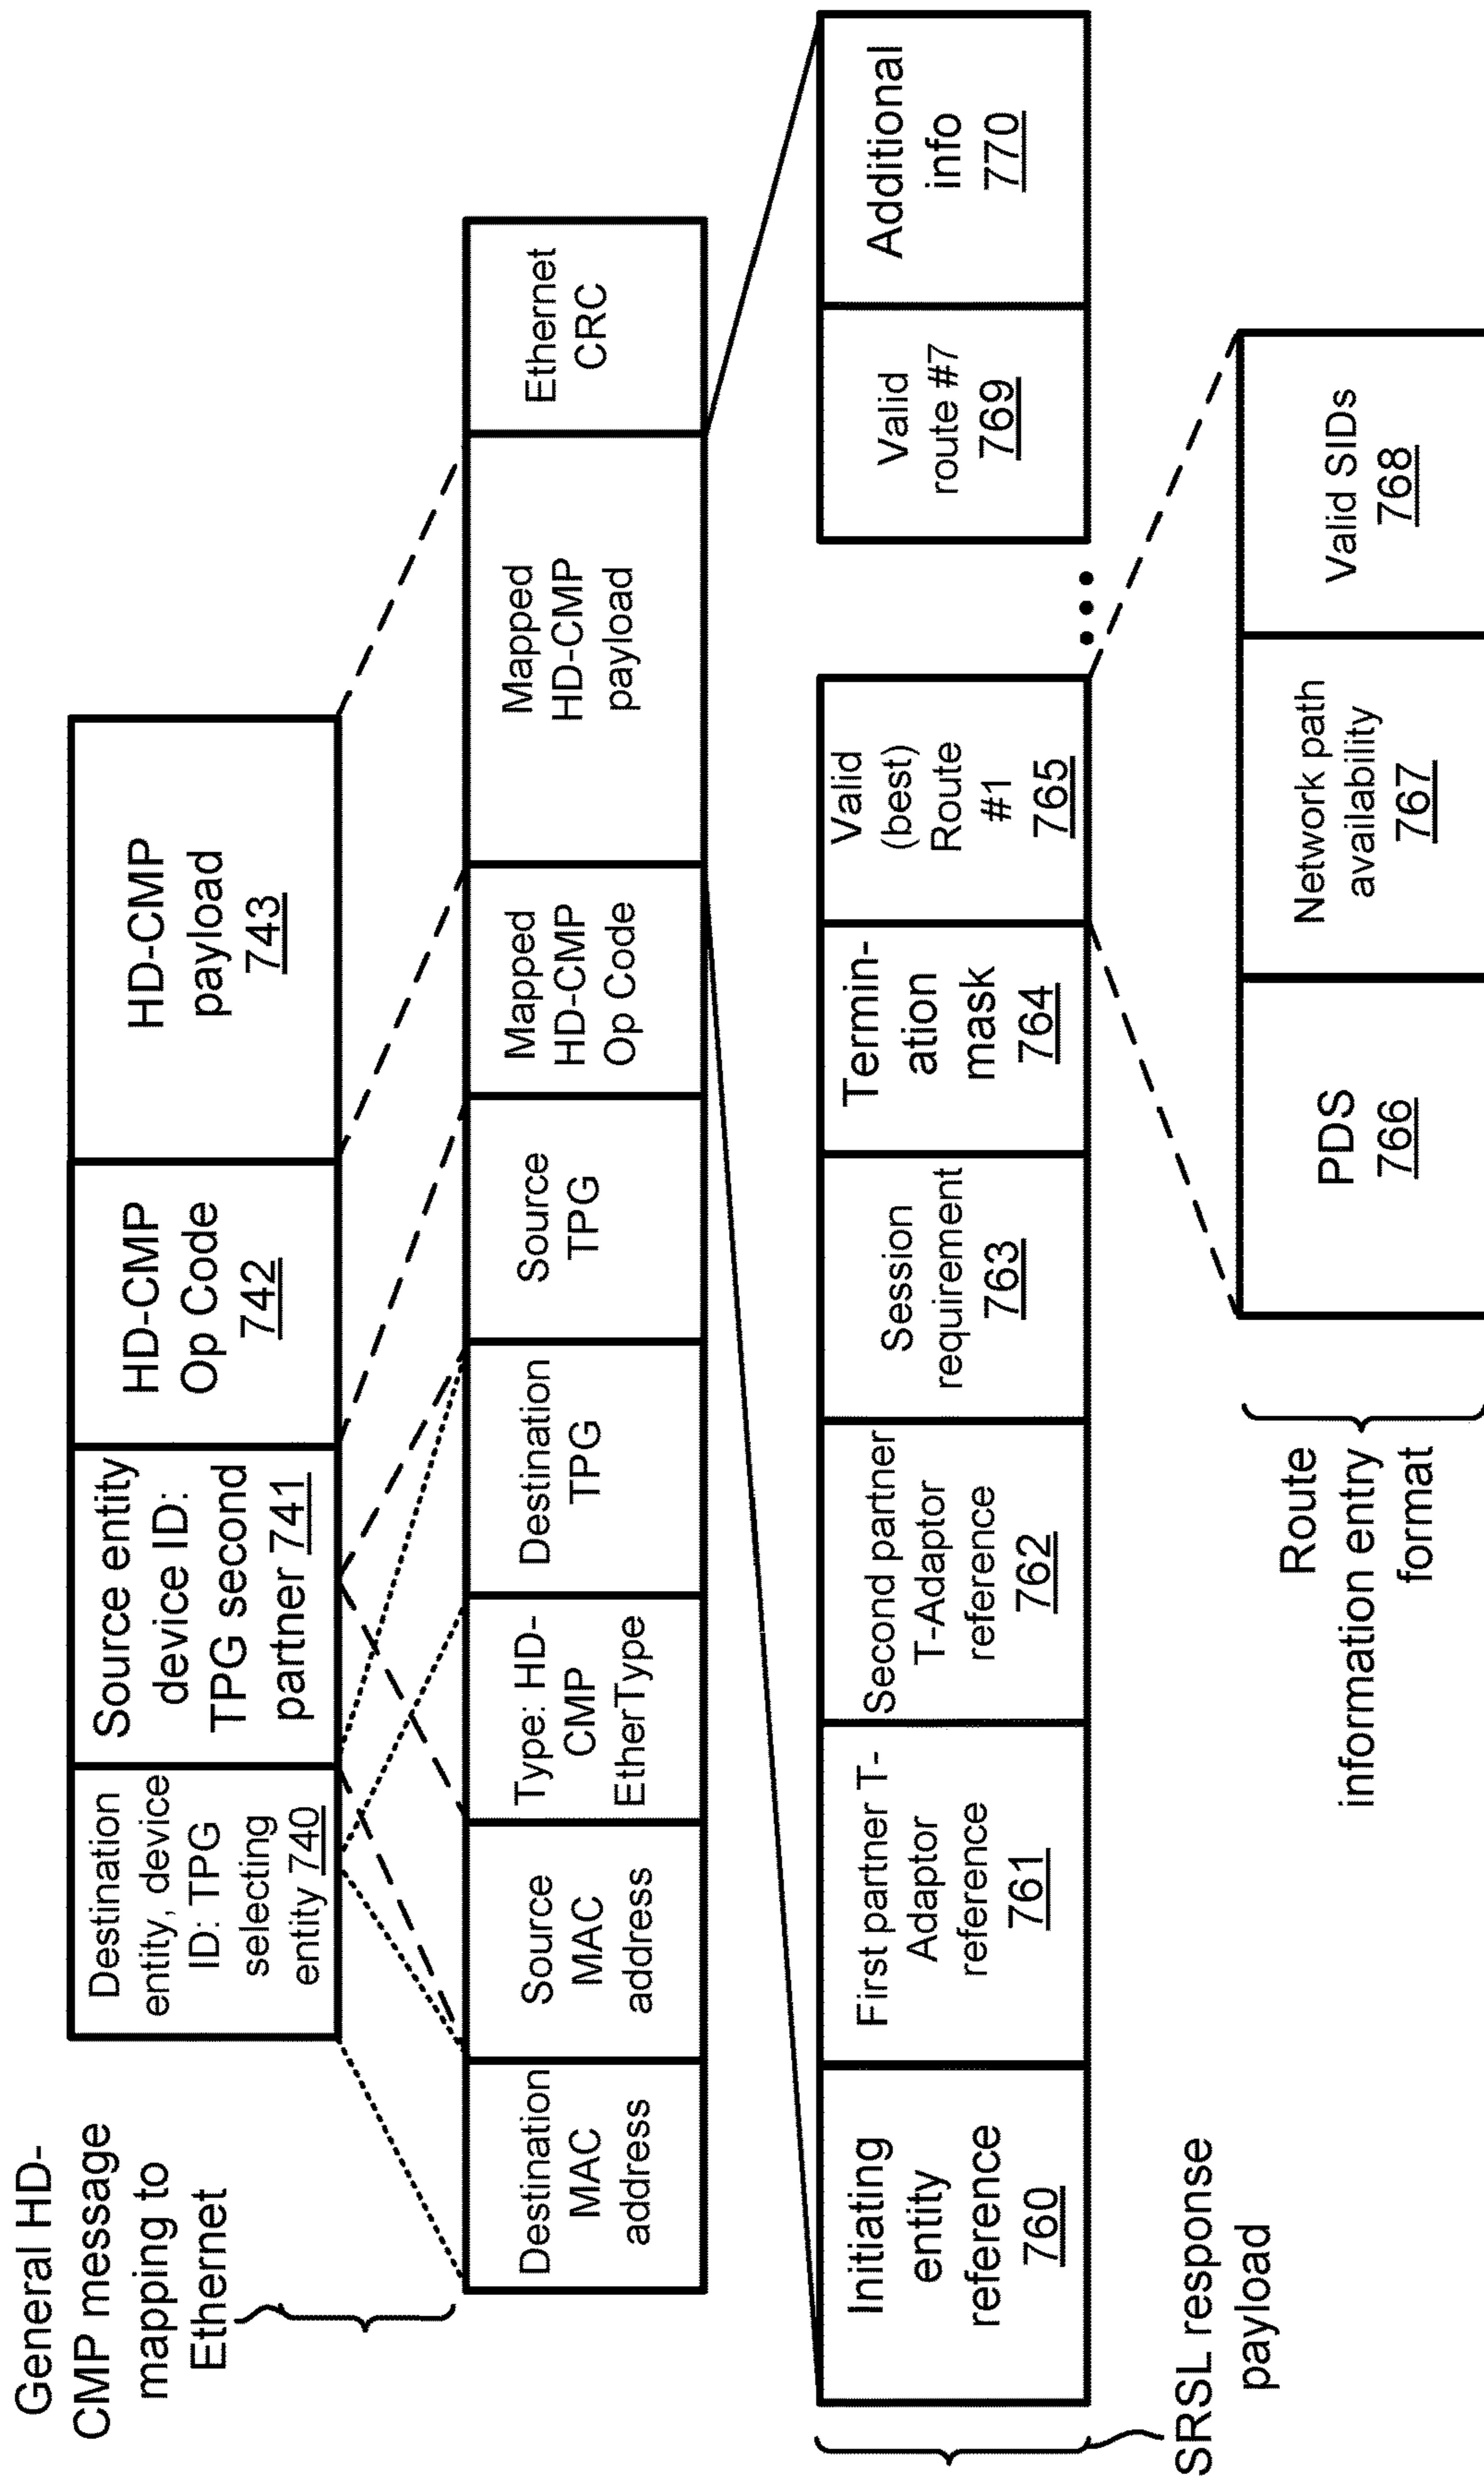 General HD-
CMP message
mapping to
Ethernet
Destination
entity, device
ID: TPG
selecting
entity 740
Source entity
device ID:
TPG second
partner 741
HD-CMP
Op Code
742
HD-CMP
payload
743
Destination
MAC
address
Source
MAC
address
Type: HD-
CMP
EtherType
Destination
TPG
Source
TPG
Mapped
HD-CMP
Op Code
Mapped
HD-CMP
payload
Ethernet
CRC
SRSL response
payload
Initiating
entity
reference
760
First partner T-
Adaptor
reference
761
Second partner
T-Adaptor
reference
762
Session
requirement
763
Termin-
ation
mask
764
Valid
(best)
Route
#1
765
•••
Valid
route #7
769
Additional
info
770
Route
information entry
format
PDS
766
Network path
availability
767
Valid SIDs
768